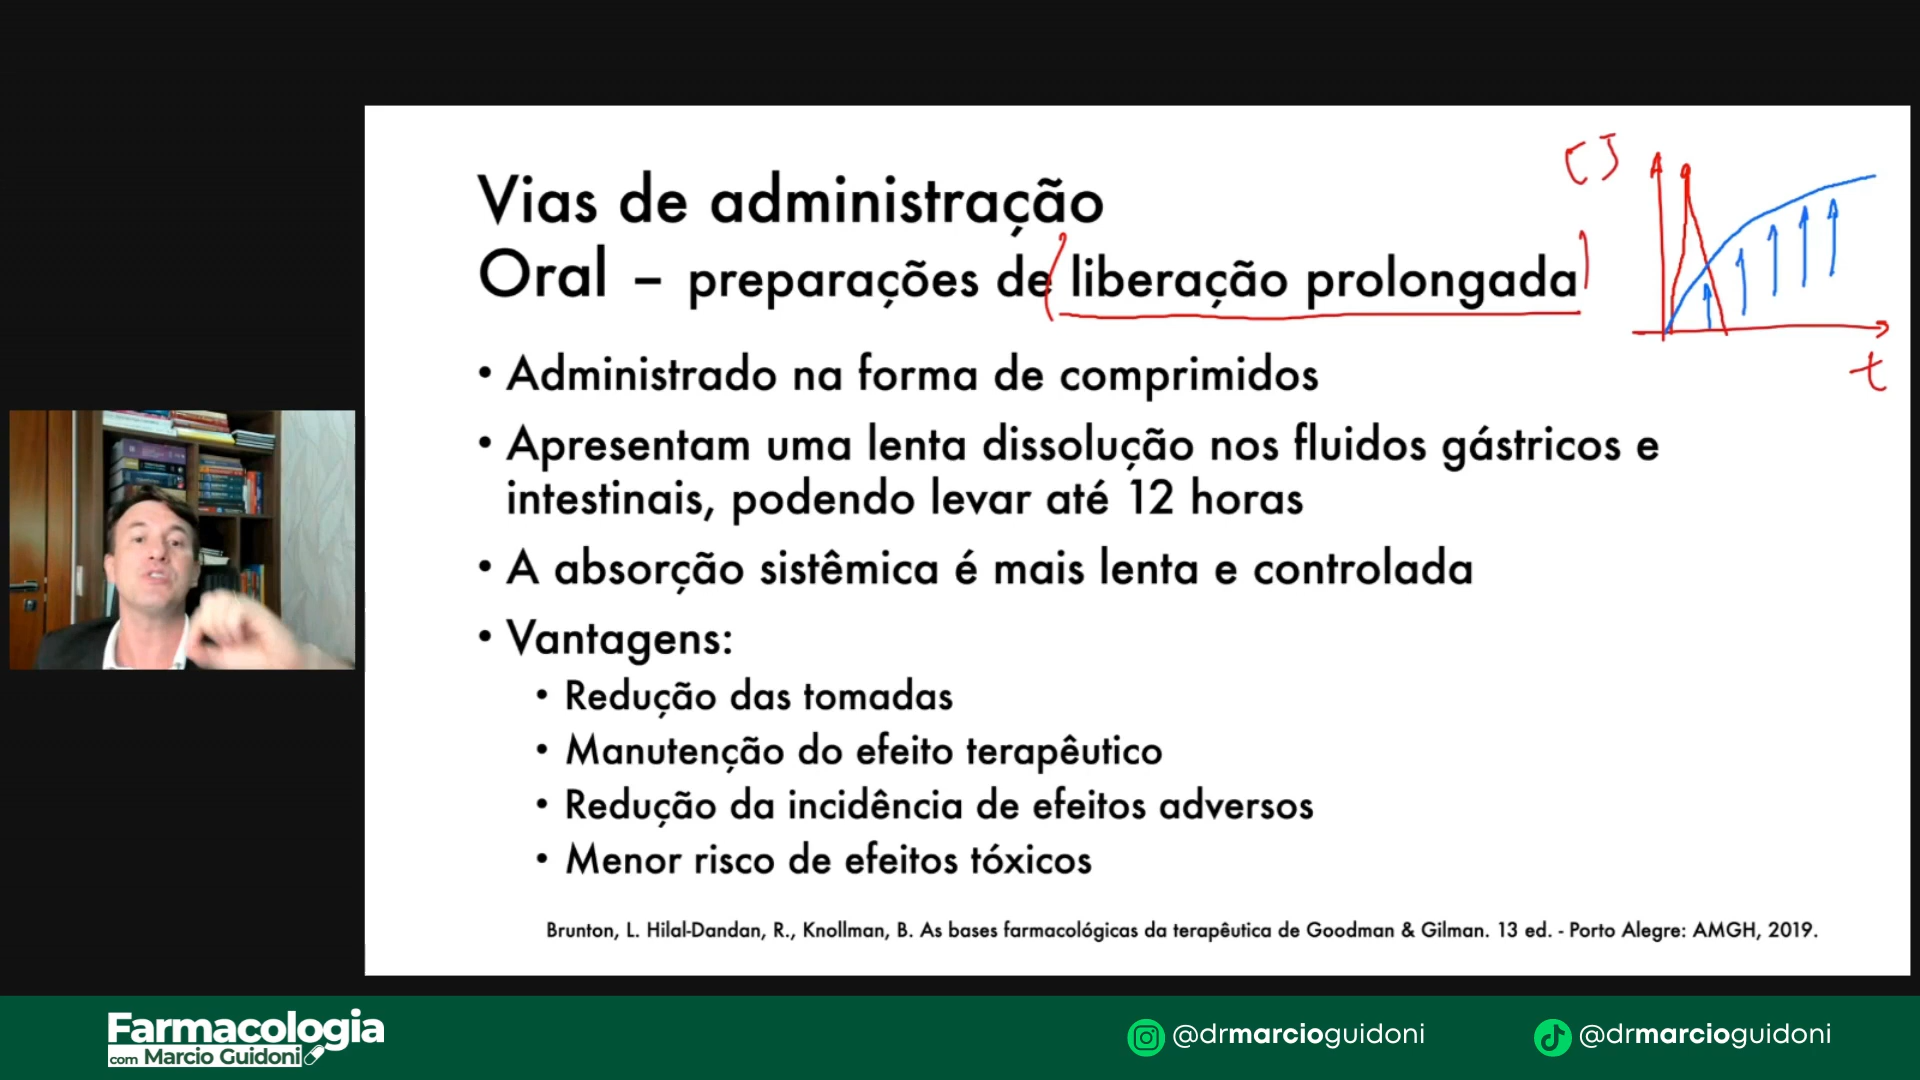 Vias de administração
Oral – preparações de liberação prolongada
[ ]
t
• Administrado na forma de comprimidos
• Apresentam uma lenta dissolução nos fluidos gástricos e
intestinais, podendo levar até 12 horas
• A absorção sistêmica é mais lenta e controlada
• Vantagens:
• Redução das tomadas
• Manutenção do efeito terapêutico
• Redução da incidência de efeitos adversos
• Menor risco de efeitos tóxicos
Brunton, L. Hilal-Dandan, R., Knollman, B. As bases farmacológicas da terapêutica de Goodman & Gilman. 13 ed. - Porto Alegre: AMGH, 2019.
Farmacologia
com Marcio Guidoni
@drmarcioguidoni
@drmarcioguidoni